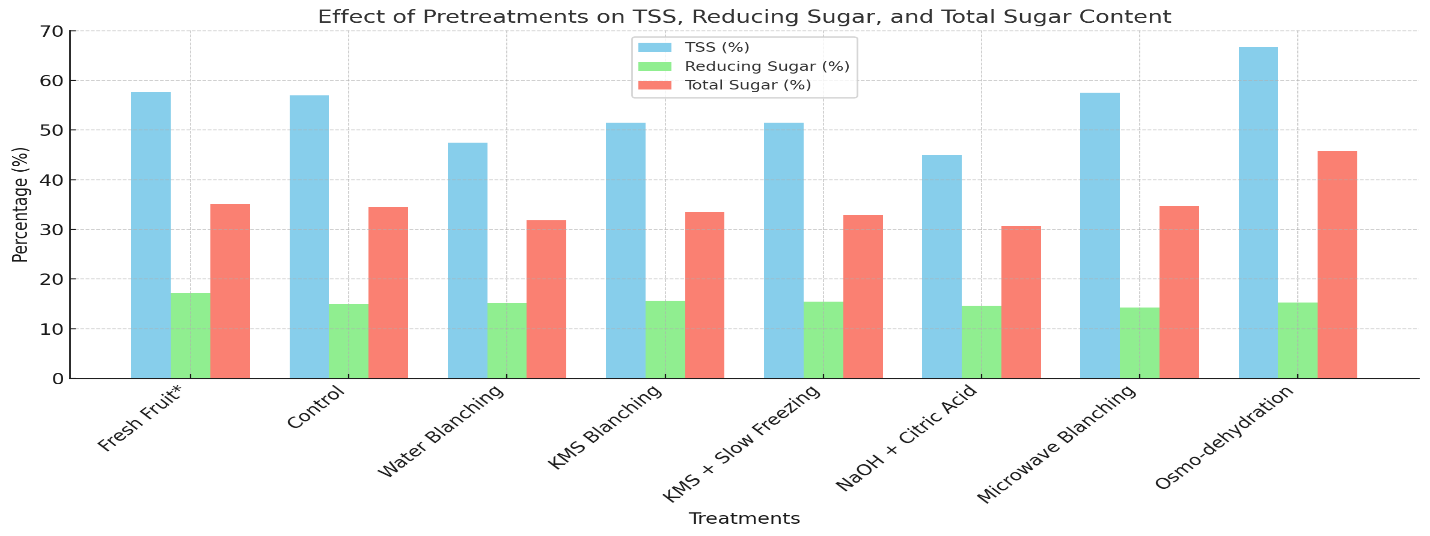 Effect of Pretreatments on TSS, Reducing Sugar, and Total Sugar Content
TSS (%)
Reducing Sugar (%)
Total Sugar (%)
Percentage (%)
70
60
50
40
30
20
10
0
Fresh Fruit*
Control
Water Blanching
KMS Blanching
KMS + Slow Freezing
NaOH + Citric Acid
Microwave Blanching
Osmo-dehydration
Treatments